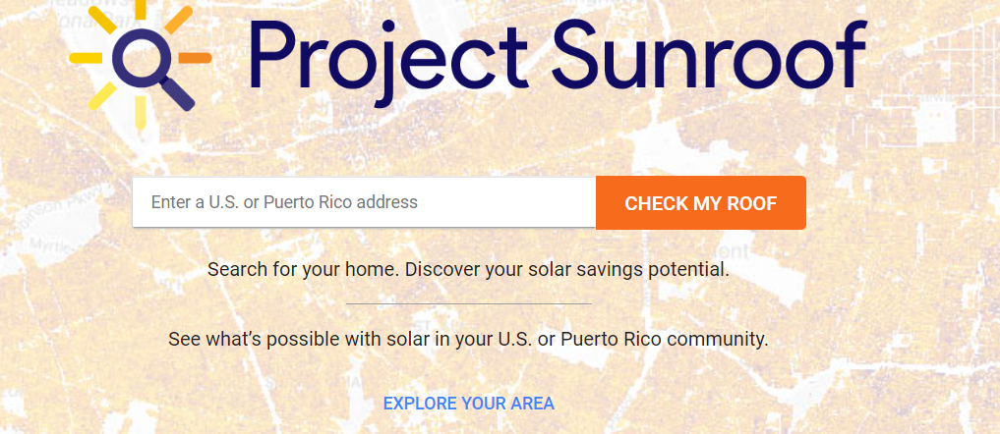 Project Sunroof
Enter a U.S. or Puerto Rico address
CHECK MY ROOF
Search for your home. Discover your solar savings potential.
See what's possible with solar in your U.S. or Puerto Rico community.
EXPLORE YOUR AREA